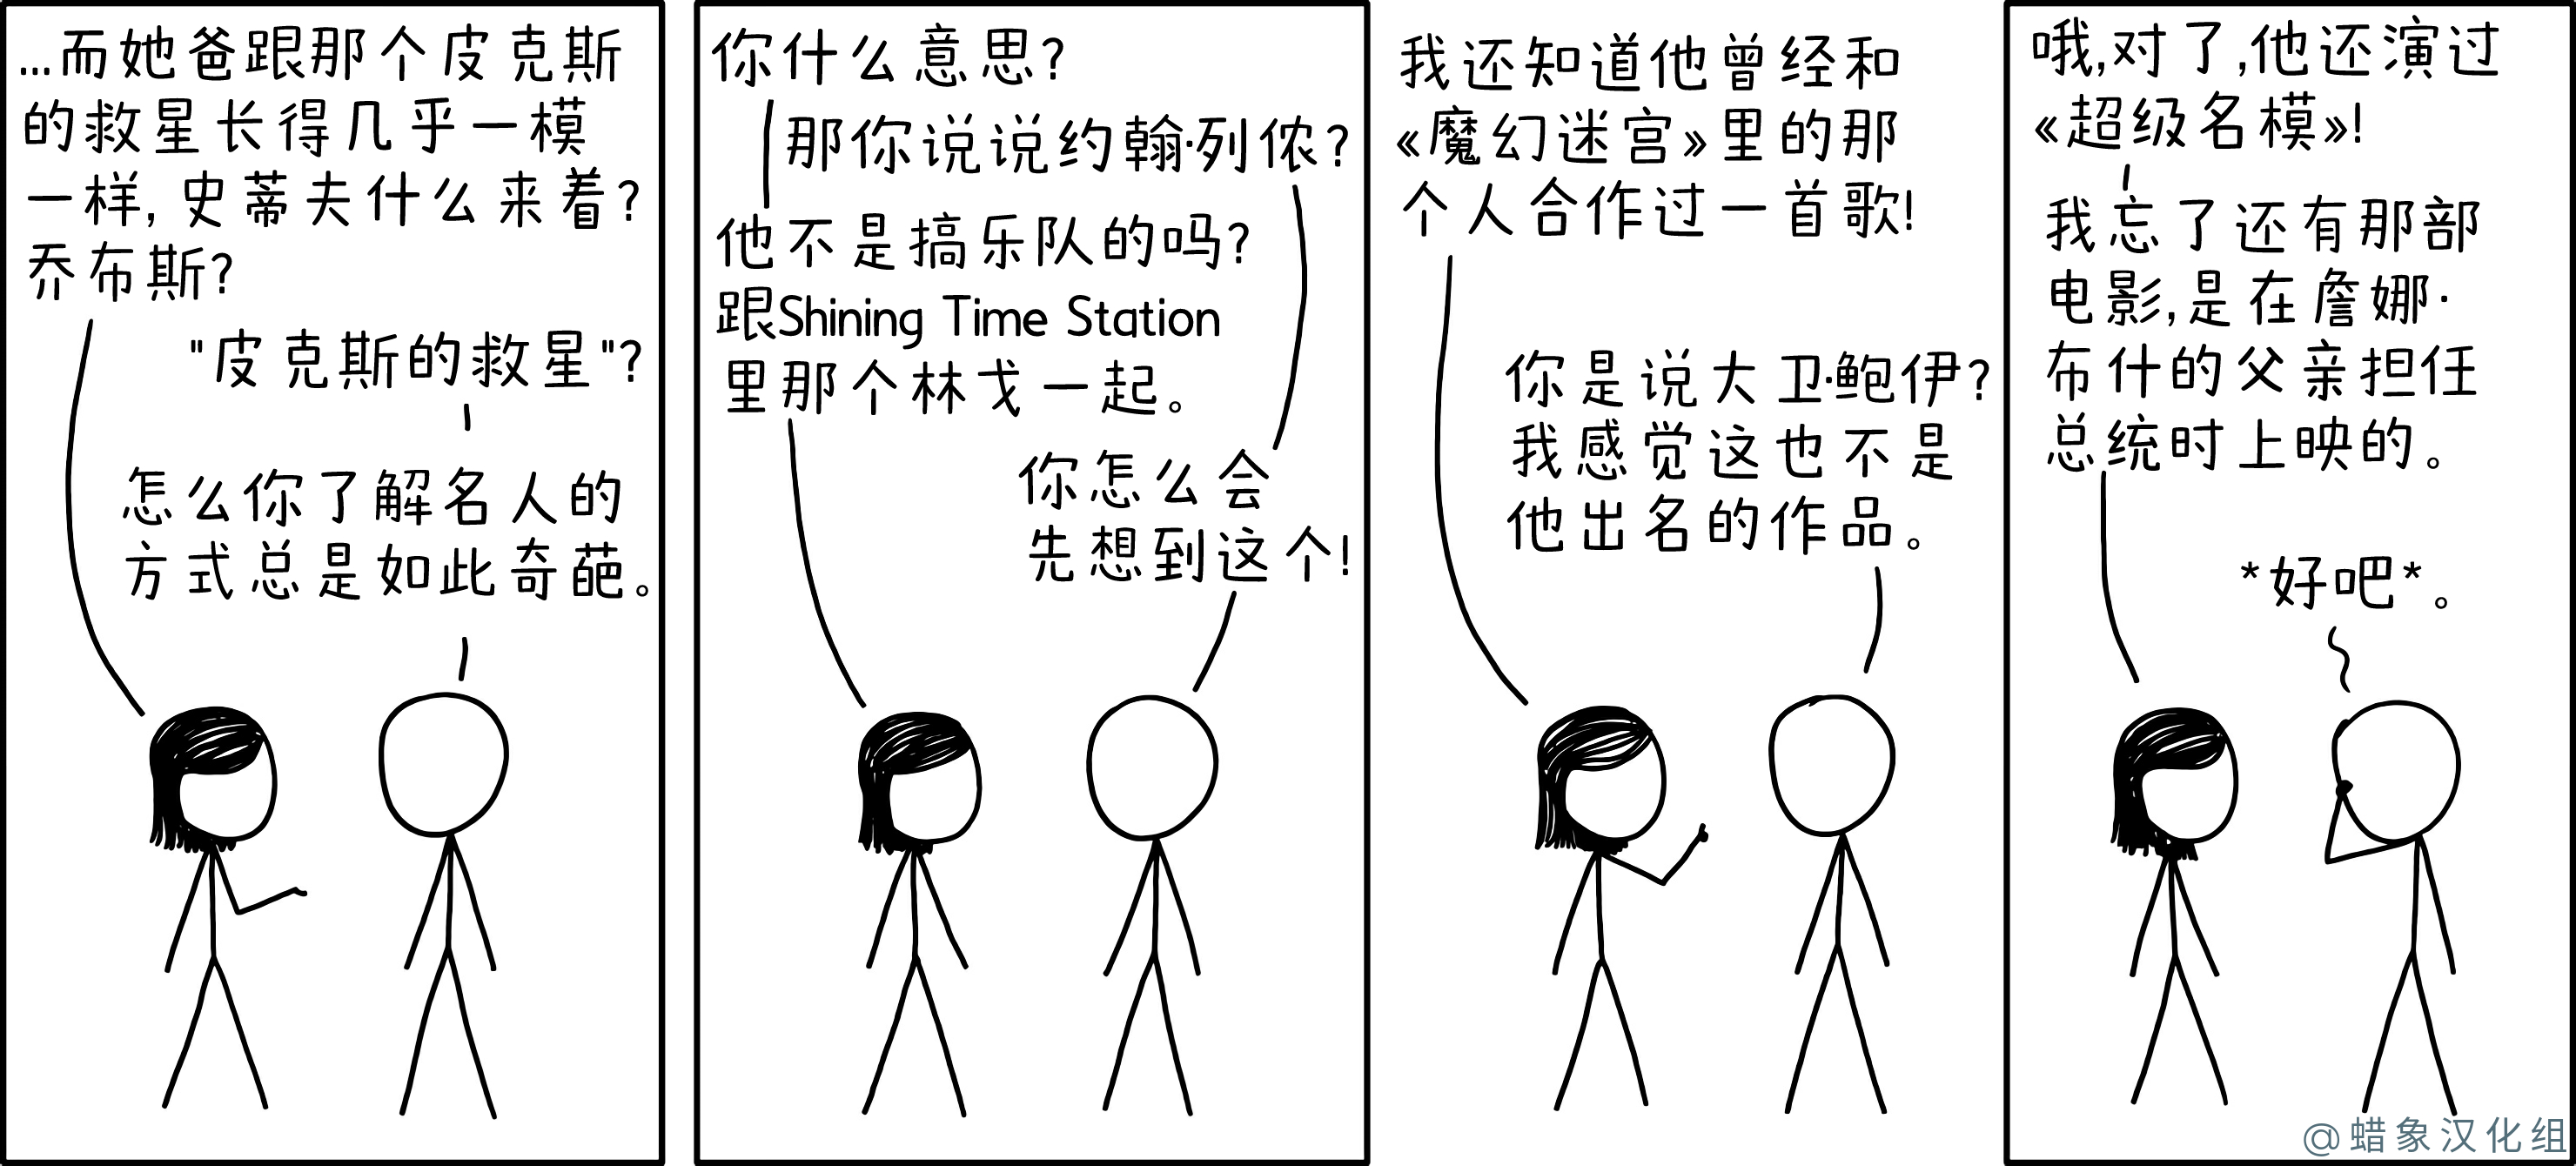 ...而她爸跟那个皮克斯
的救星长得几乎一模
一样,史蒂夫什么来着?
乔布斯?
"皮克斯的救星"?
怎么你了解名人的
方式总是如此奇葩。
你什么意思?
那你说说约翰·列侬?
他不是搞乐队的吗?
跟Shining Time Station
里那个林戈一起。
你怎么会
先想到这个!
我还知道他曾经和
《魔幻迷宫》里的那
个人合作过一首歌!
你是说大卫·鲍伊?
我感觉这也不是
他出名的作品。
哦,对了,他还演过
《超级名模》!
我忘了还有那部
电影,是在詹娜·
布什的父亲担任
总统时上映的。
*好吧*。
@蜡象汉化组